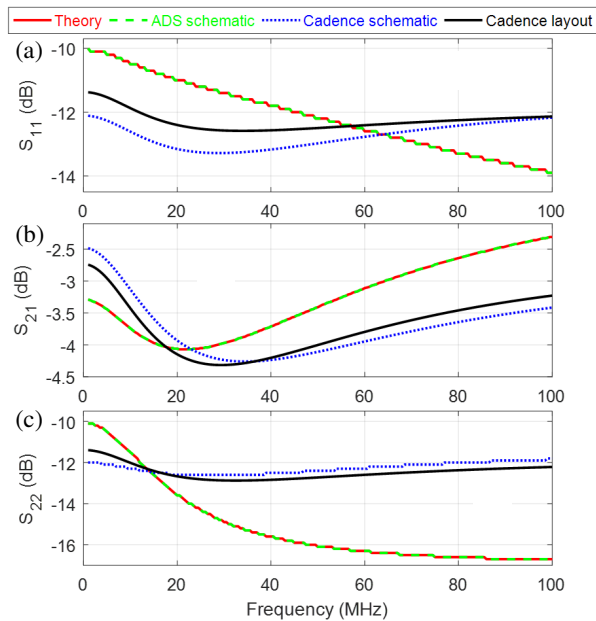 Theory ADS schematic Cadence schematic Cadence layout
(a)
-10
-12
-14
S11 (dB)
0 20 40 60 80 100
(b)
-2.5
-3
-3.5
-4
-4.5
S21 (dB)
0 20 40 60 80 100
(c)
-10
-12
-14
-16
S22 (dB)
0 20 40 60 80 100
Frequency (MHz)